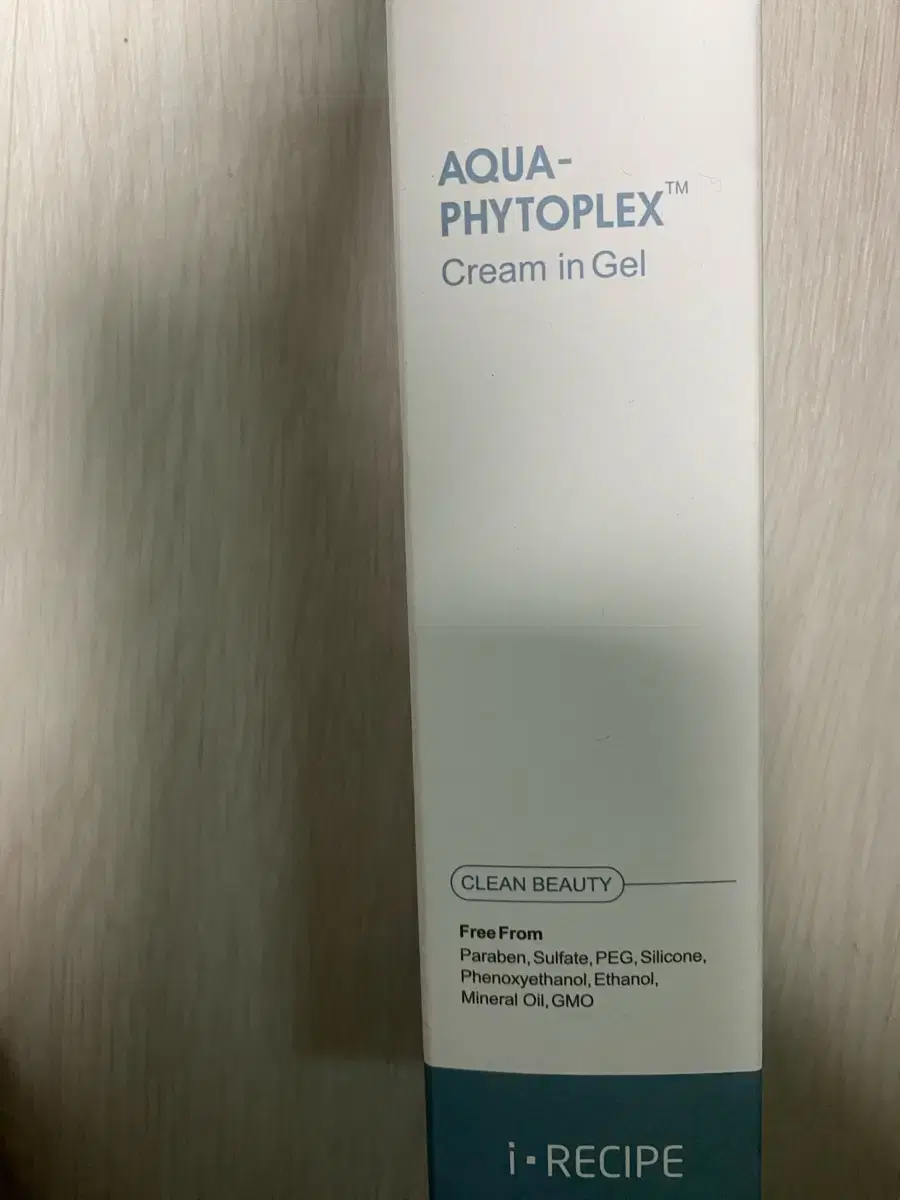 AQUA-
PHYTOPLEX™
Cream in Gel
CLEAN BEAUTY
Free From
Paraben, Sulfate, PEG, Silicone,
Phenoxyethanol, Ethanol,
Mineral Oil, GMO
i·RECIPE